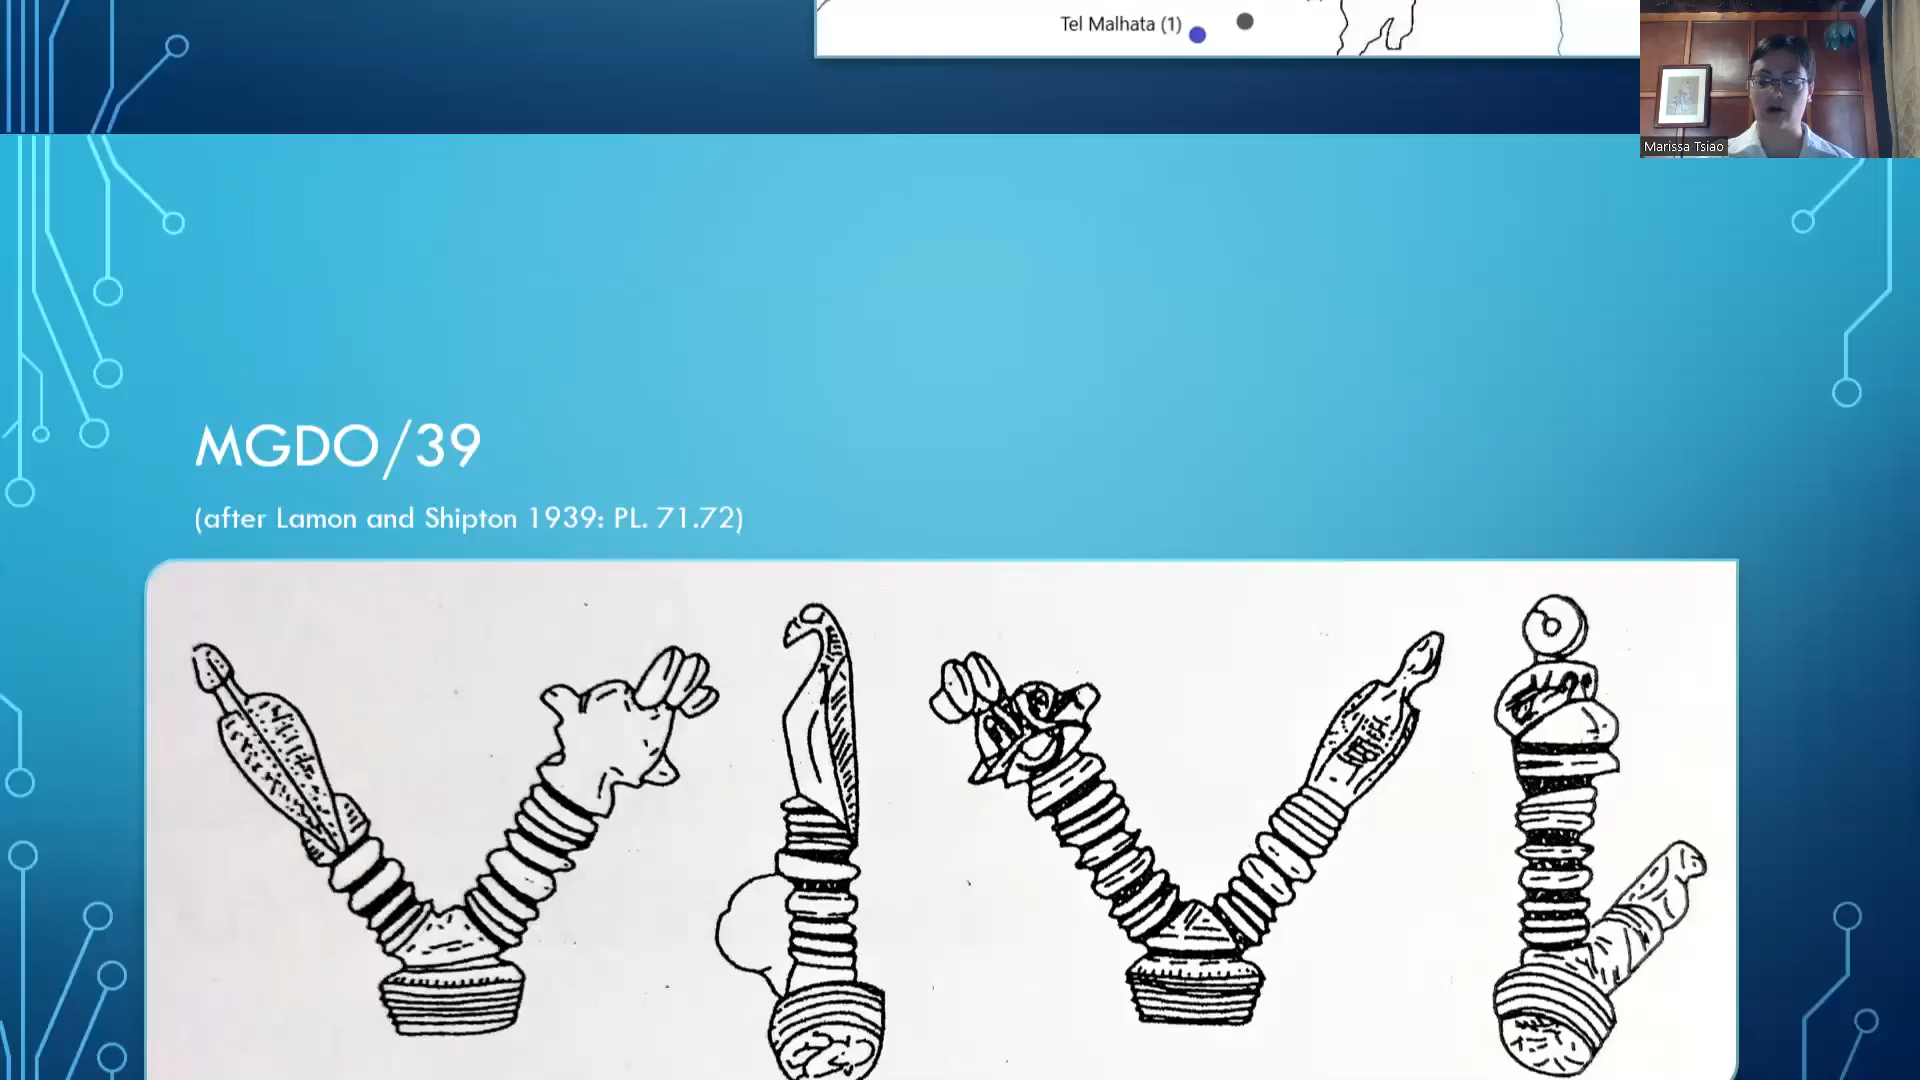 Tel Malhata (1)
Marissa Tsiao
MGDO/39
(after Lamon and Shipton 1939: PL. 71.72)